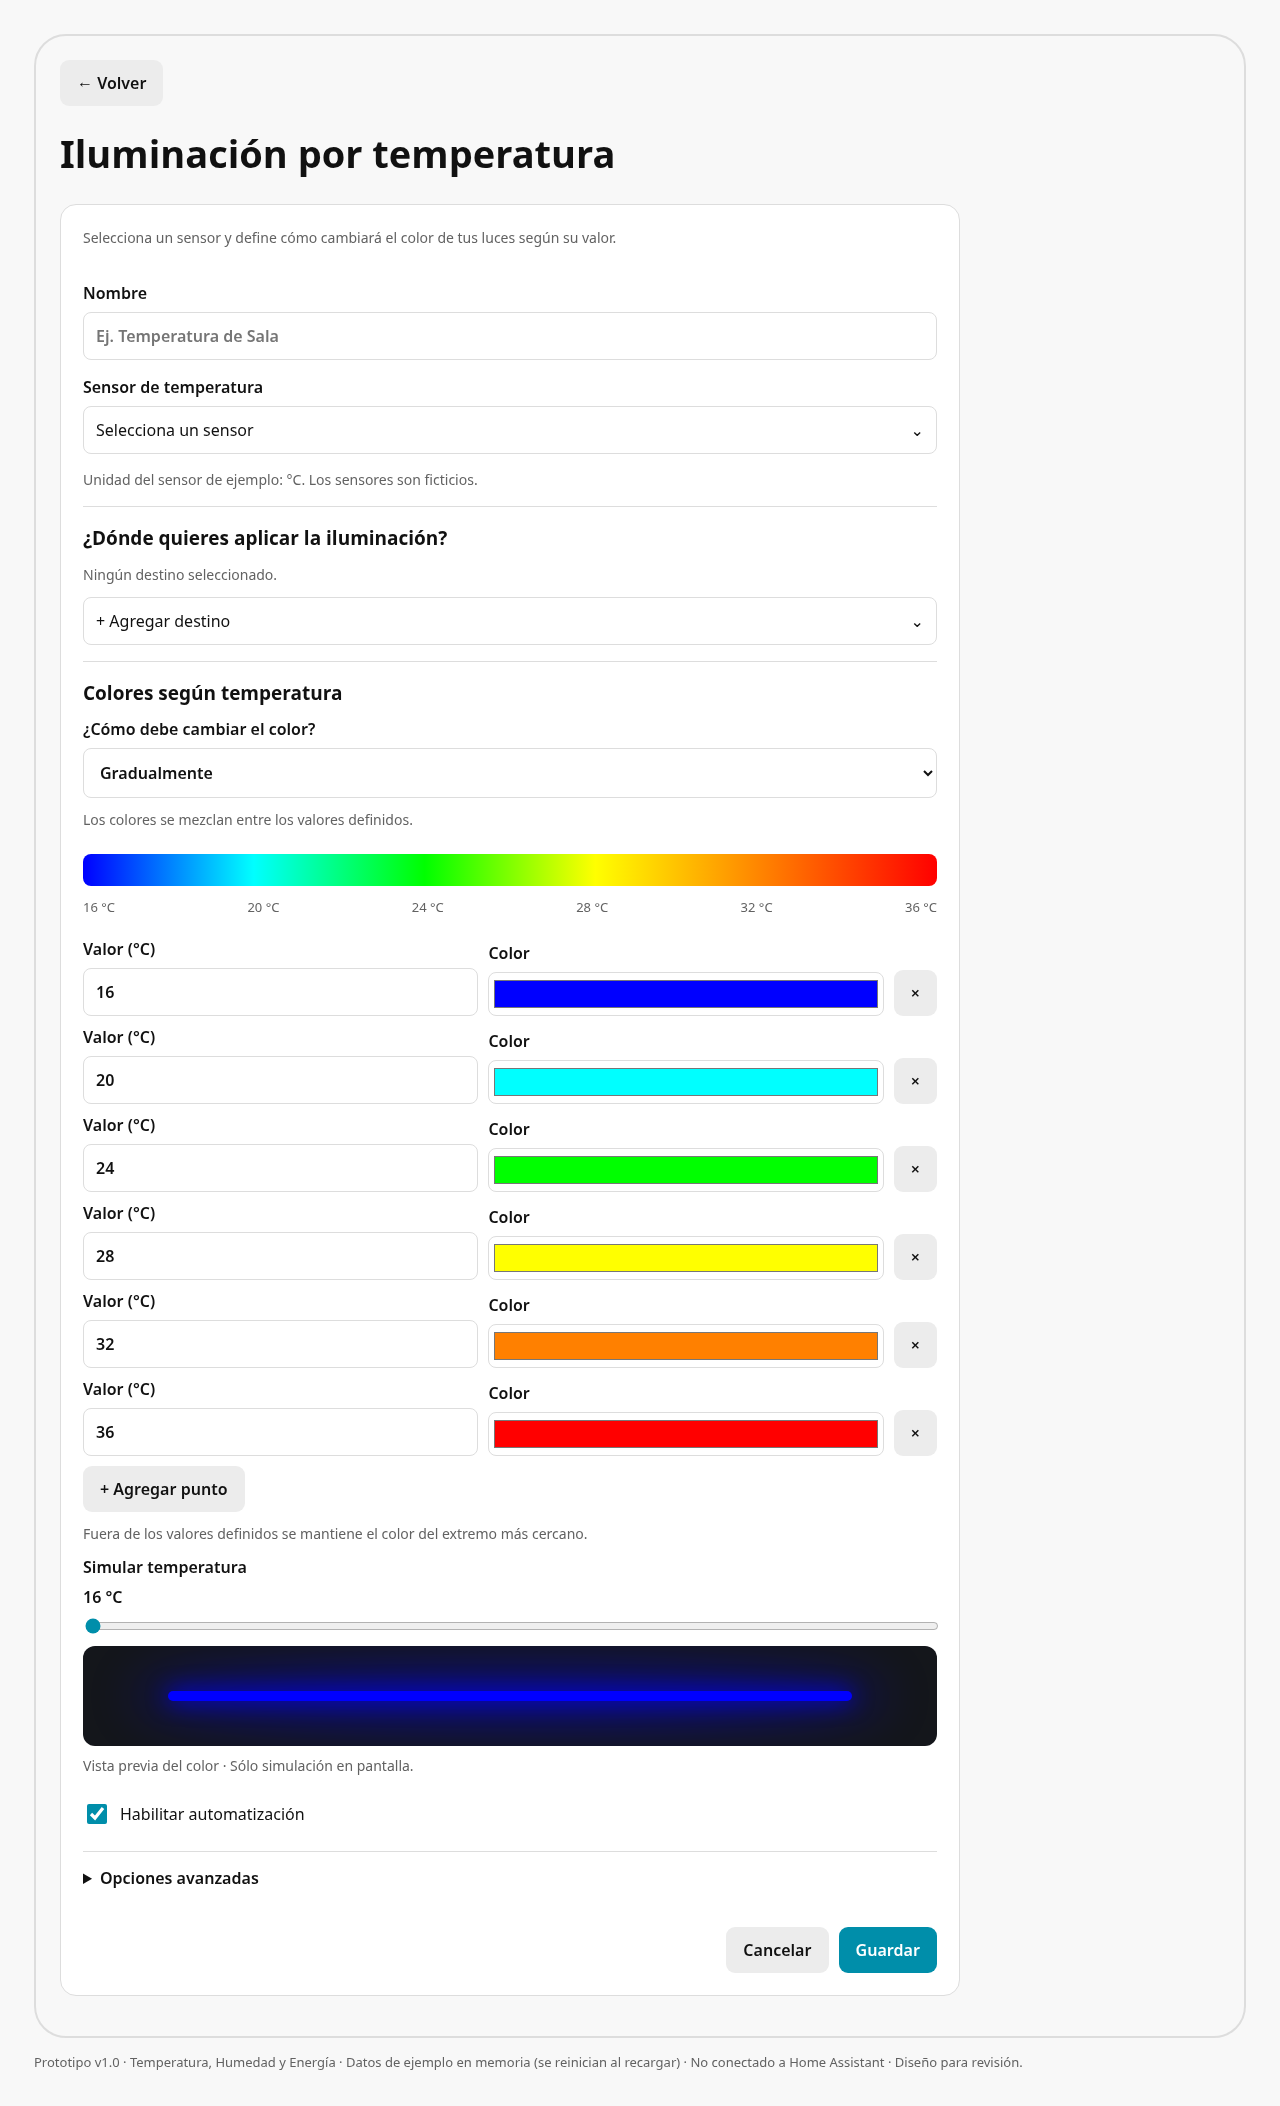 ← Volver
Iluminación por temperatura
Selecciona un sensor y define cómo cambiará el color de tus luces según su valor.
Nombre
Ej. Temperatura de Sala
Sensor de temperatura
Selecciona un sensor
Unidad del sensor de ejemplo: °C. Los sensores son ficticios.
¿Dónde quieres aplicar la iluminación?
Ningún destino seleccionado.
+ Agregar destino
Colores según temperatura
¿Cómo debe cambiar el color?
Gradualmente
Los colores se mezclan entre los valores definidos.
16 °C 20 °C 24 °C 28 °C 32 °C 36 °C
Valor (°C) Color
16 ×
Valor (°C) Color
20 ×
Valor (°C) Color
24 ×
Valor (°C) Color
28 ×
Valor (°C) Color
32 ×
Valor (°C) Color
36 ×
+ Agregar punto
Fuera de los valores definidos se mantiene el color del extremo más cercano.
Simular temperatura
16 °C
Vista previa del color · Sólo simulación en pantalla.
Habilitar automatización
Opciones avanzadas
Cancelar Guardar
Prototipo v1.0 · Temperatura, Humedad y Energía · Datos de ejemplo en memoria (se reinician al recargar) · No conectado a Home Assistant · Diseño para revisión.